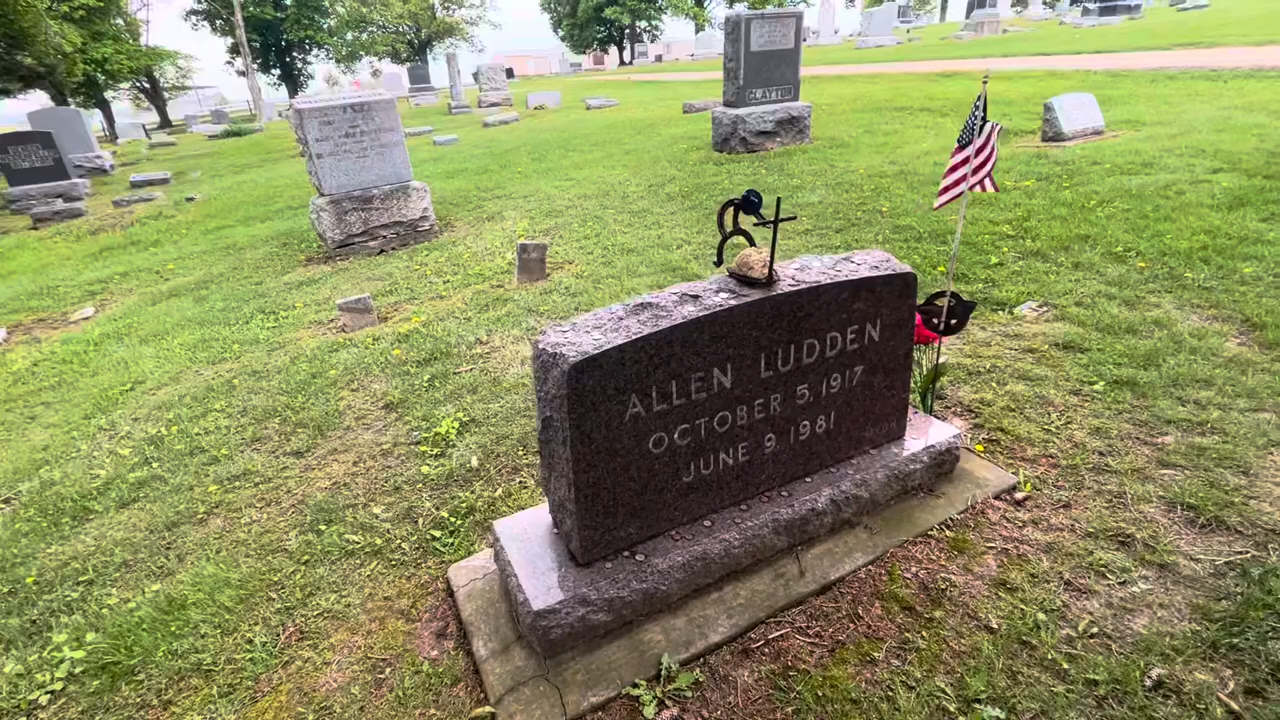 CLAYTON
ALLEN LUDDEN
OCTOBER 5, 1917
JUNE 9, 1981